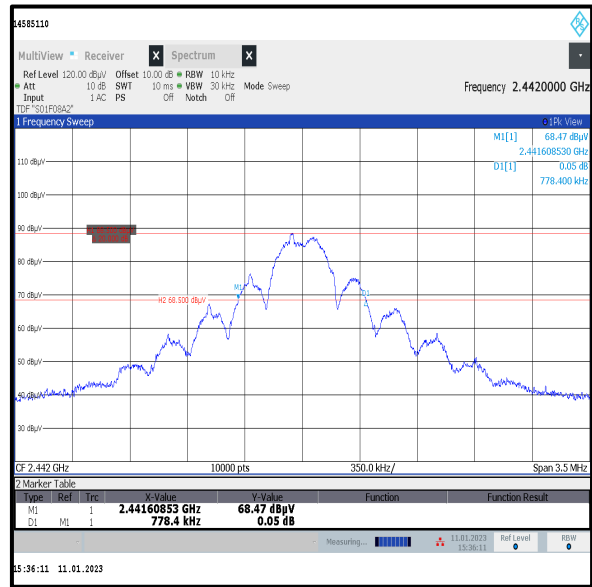 14585110
MultiView Receiver X Spectrum X
Ref Level 120.00 dBµV Offset 10.00 dB RBW 10 kHz
Att 10 dB SWT 10 ms VBW 30 kHz Mode Sweep Frequency 2.4420000 GHz
Input 1 AC PS Off Notch Off
TDF "S01F08A2"
1 Frequency Sweep 1Pk View
M1[1] 68.47 dBµV
2.441608530 GHz
D1[1] 0.05 dB
778.400 kHz
110 dBµV
100 dBµV
90 dBµV
80 dBµV
70 dBµV
M1 D1
H2 68.500 dBµV
60 dBµV
50 dBµV
40 dBµV
30 dBµV
CF 2.442 GHz 10000 pts 350.0 kHz/ Span 3.5 MHz
2 Marker Table
Type Ref Trc X-Value Y-Value Function Function Result
M1 1 2.44160853 GHz 68.47 dBµV
D1 M1 1 778.4 kHz 0.05 dB
Measuring... 11.01.2023 Ref Level RBW
15:36:11
15:36:11 11.01.2023